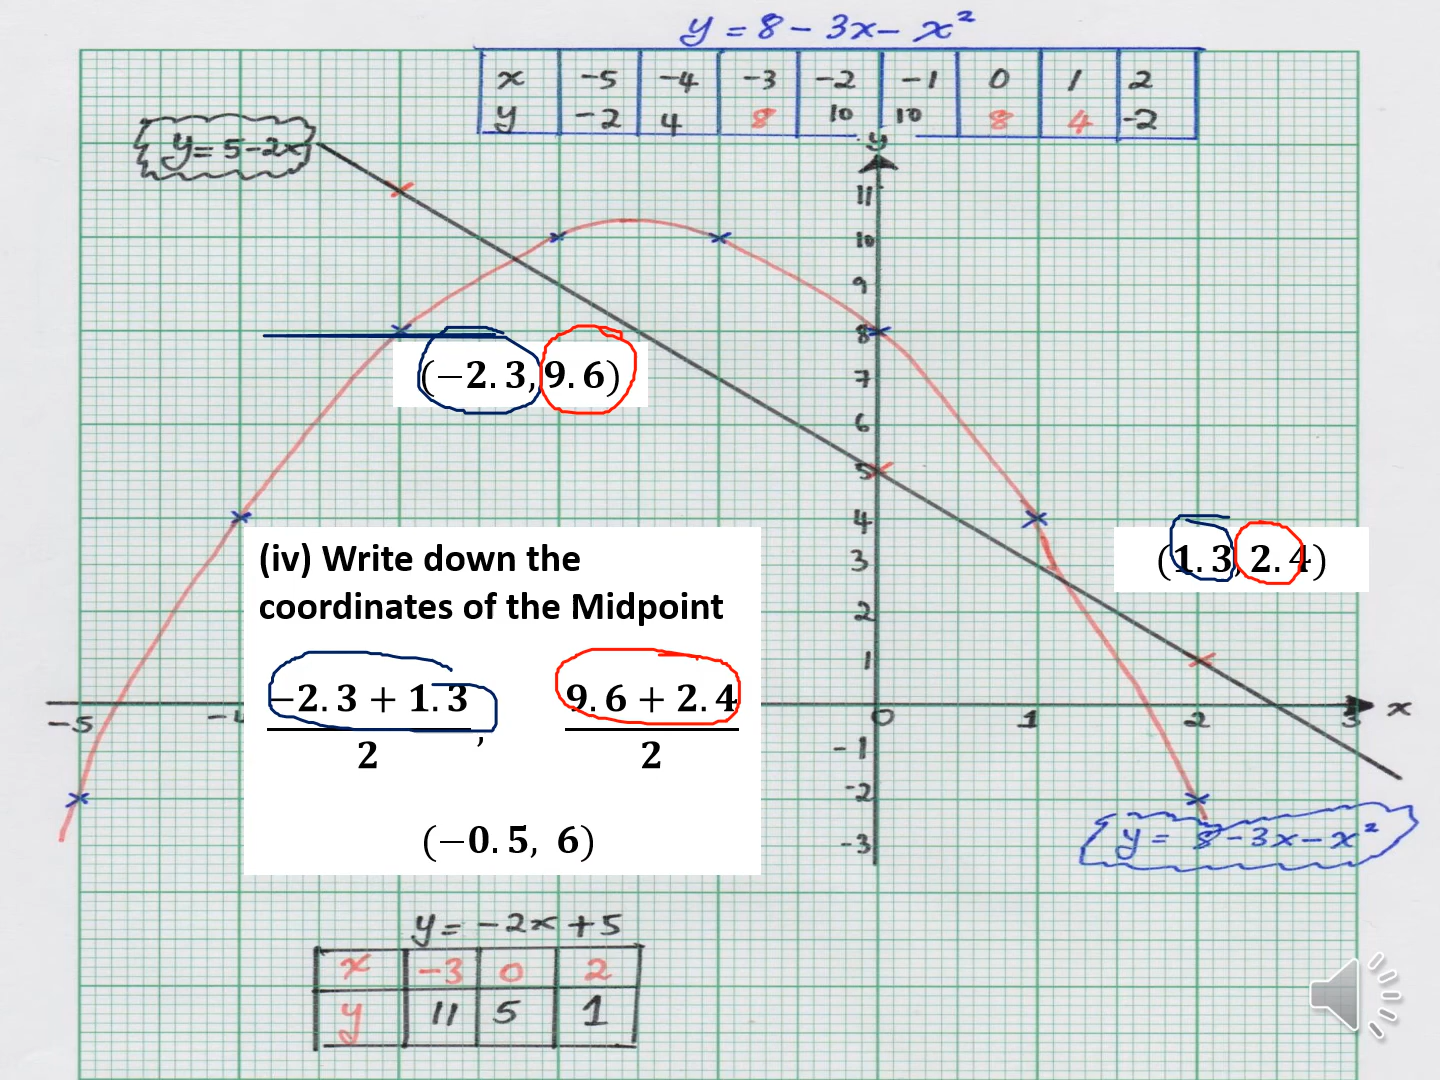 y = 8 - 3x - x²
x -5 -4 -3 -2 -1 0 1 2
y -2 4 8 10 10 8 4 -2
y = 5-2x
y
11
10
9
8
(-2.3, 9.6)
7
6
5
4
3
(1.3, 2.4)
2
1
(iv) Write down the
coordinates of the Midpoint
-2.3 + 1.3 9.6 + 2.4
2 , 2
(-0.5, 6)
-5 -4 0 1 2 3 x
-1
-2
-3
y = 8-3x-x²
y = -2x +5
x -3 0 2
y 11 5 1